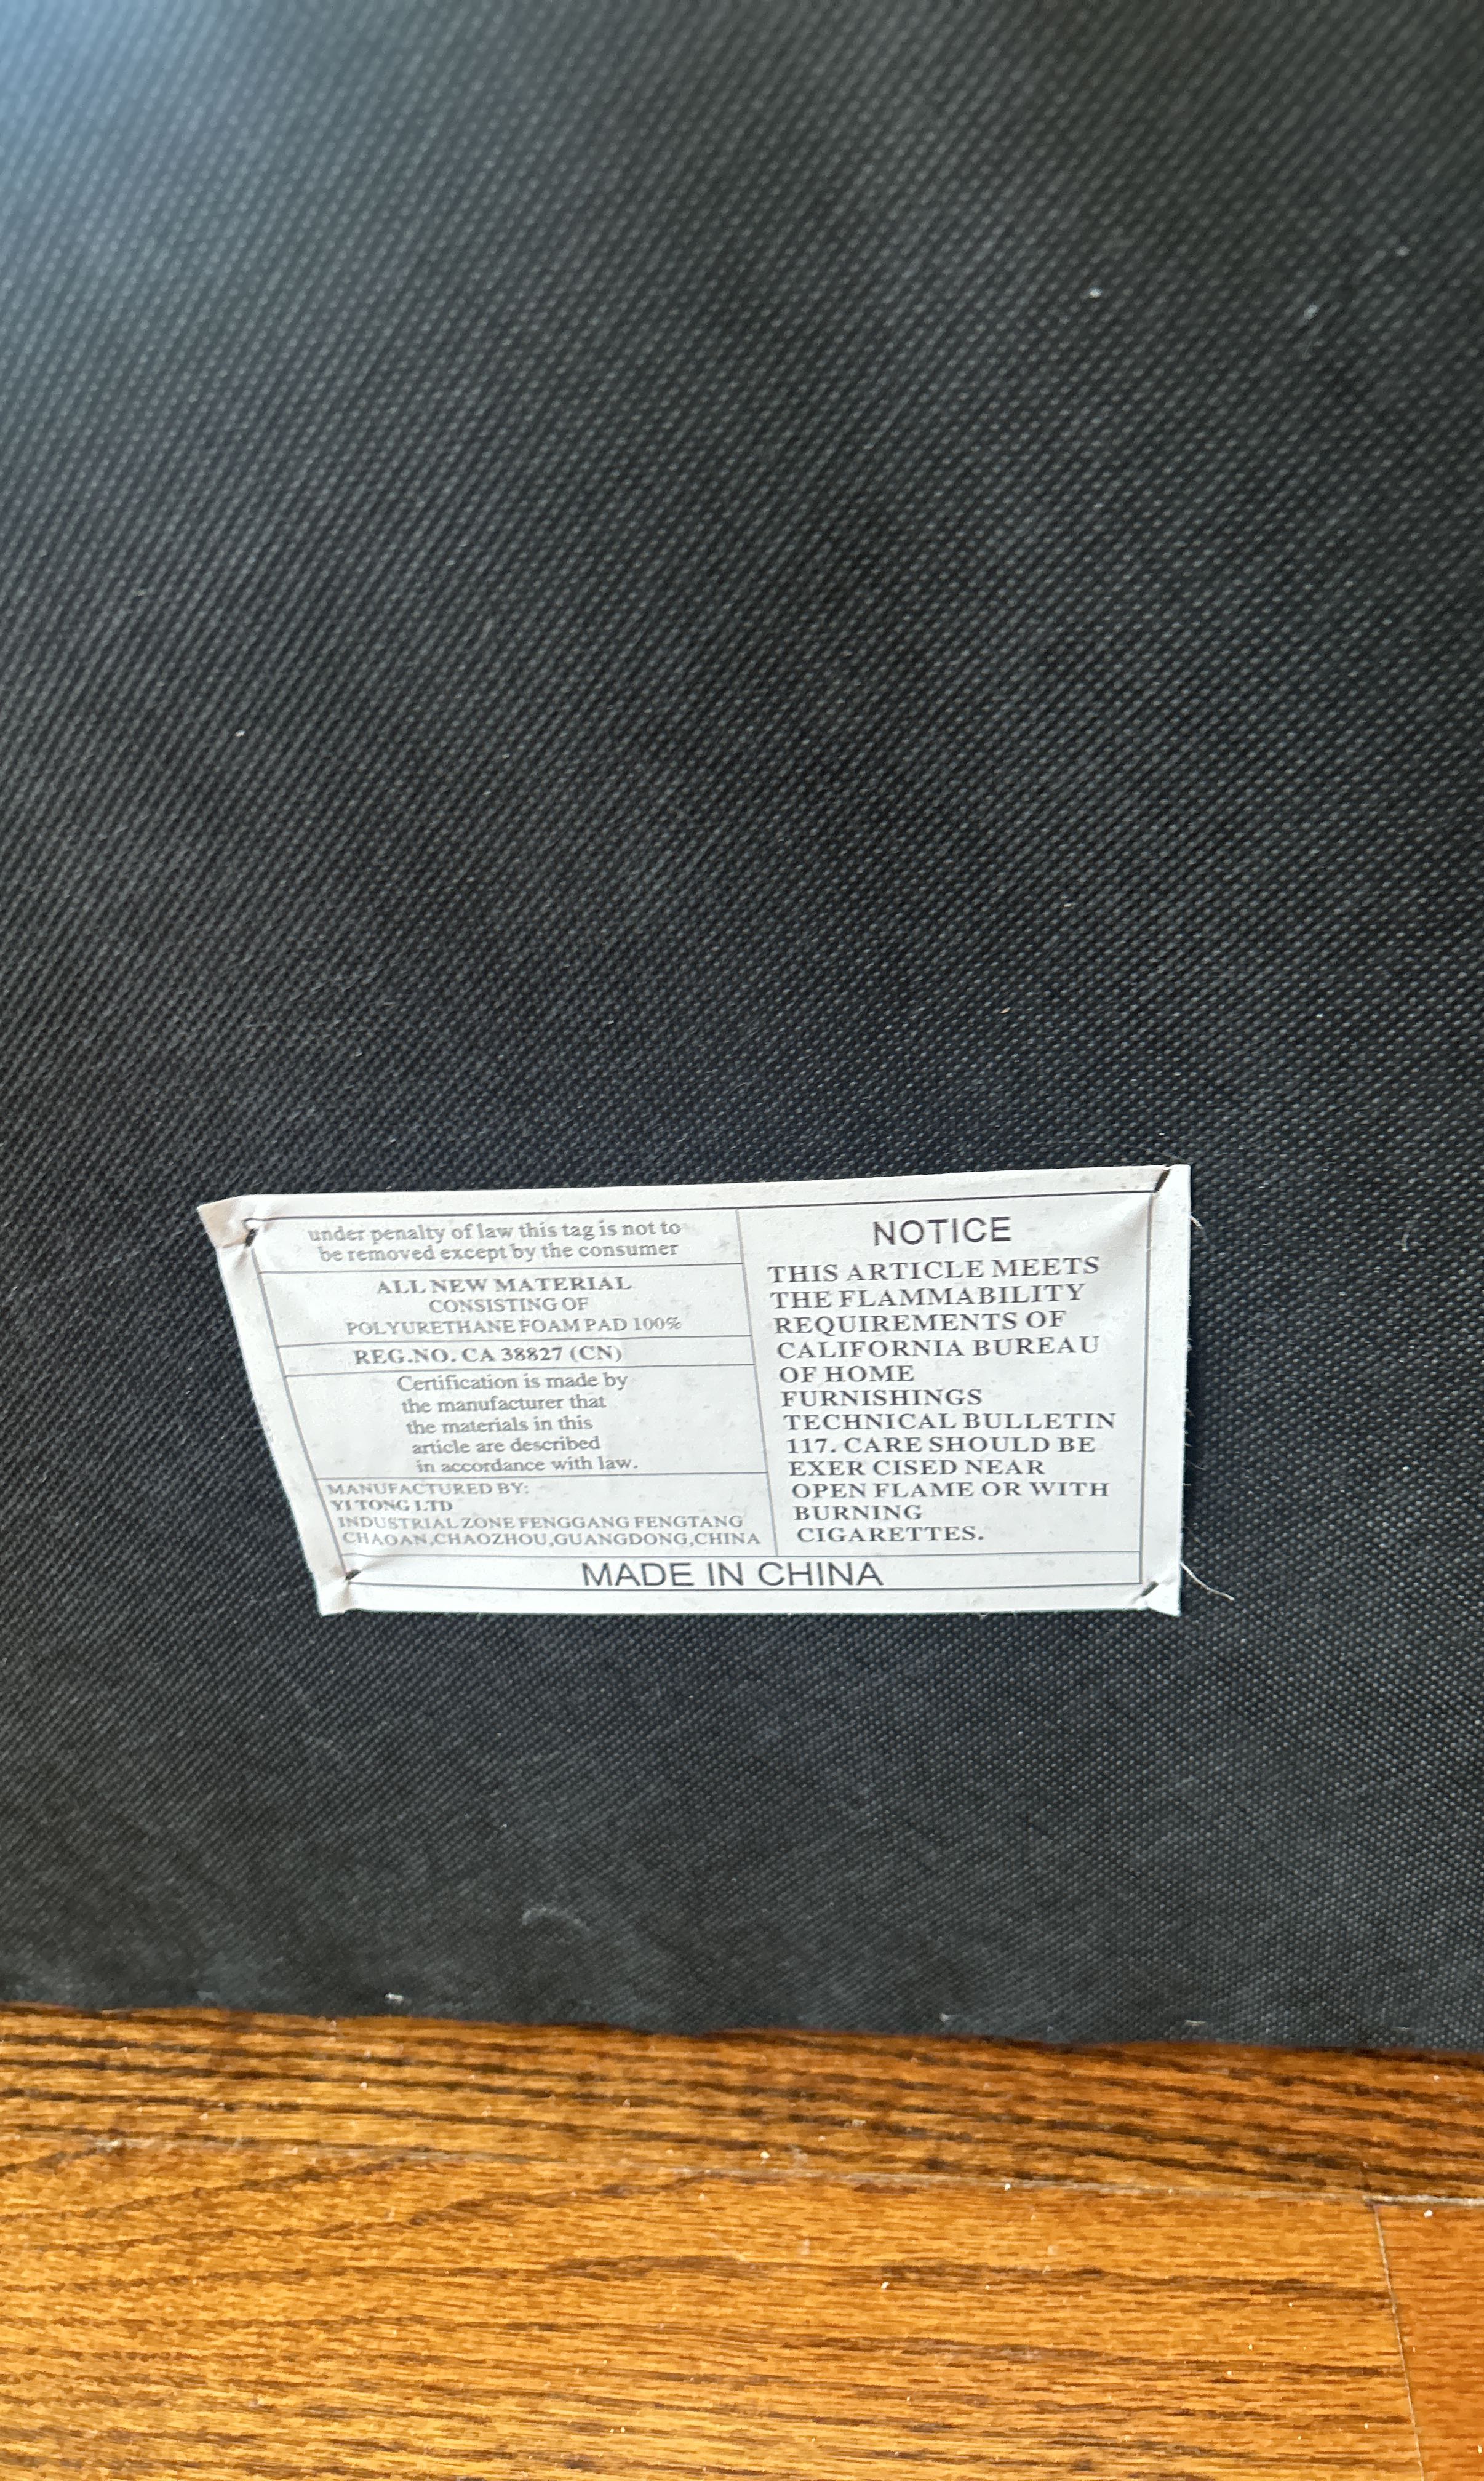 under penalty of law this tag is not to
be removed except by the consumer
ALL NEW MATERIAL
CONSISTING OF
POLYURETHANE FOAM PAD 100%
REG.NO. CA 38827 (CN)
Certification is made by
the manufacturer that
the materials in this
article are described
in accordance with law.
MANUFACTURED BY:
YI TONG LTD
INDUSTRIAL ZONE FENGGANG FENGTANG
CHAOAN,CHAOZHOU,GUANGDONG,CHINA
NOTICE
THIS ARTICLE MEETS
THE FLAMMABILITY
REQUIREMENTS OF
CALIFORNIA BUREAU
OF HOME
FURNISHINGS
TECHNICAL BULLETIN
117. CARE SHOULD BE
EXER CISED NEAR
OPEN FLAME OR WITH
BURNING
CIGARETTES.
MADE IN CHINA